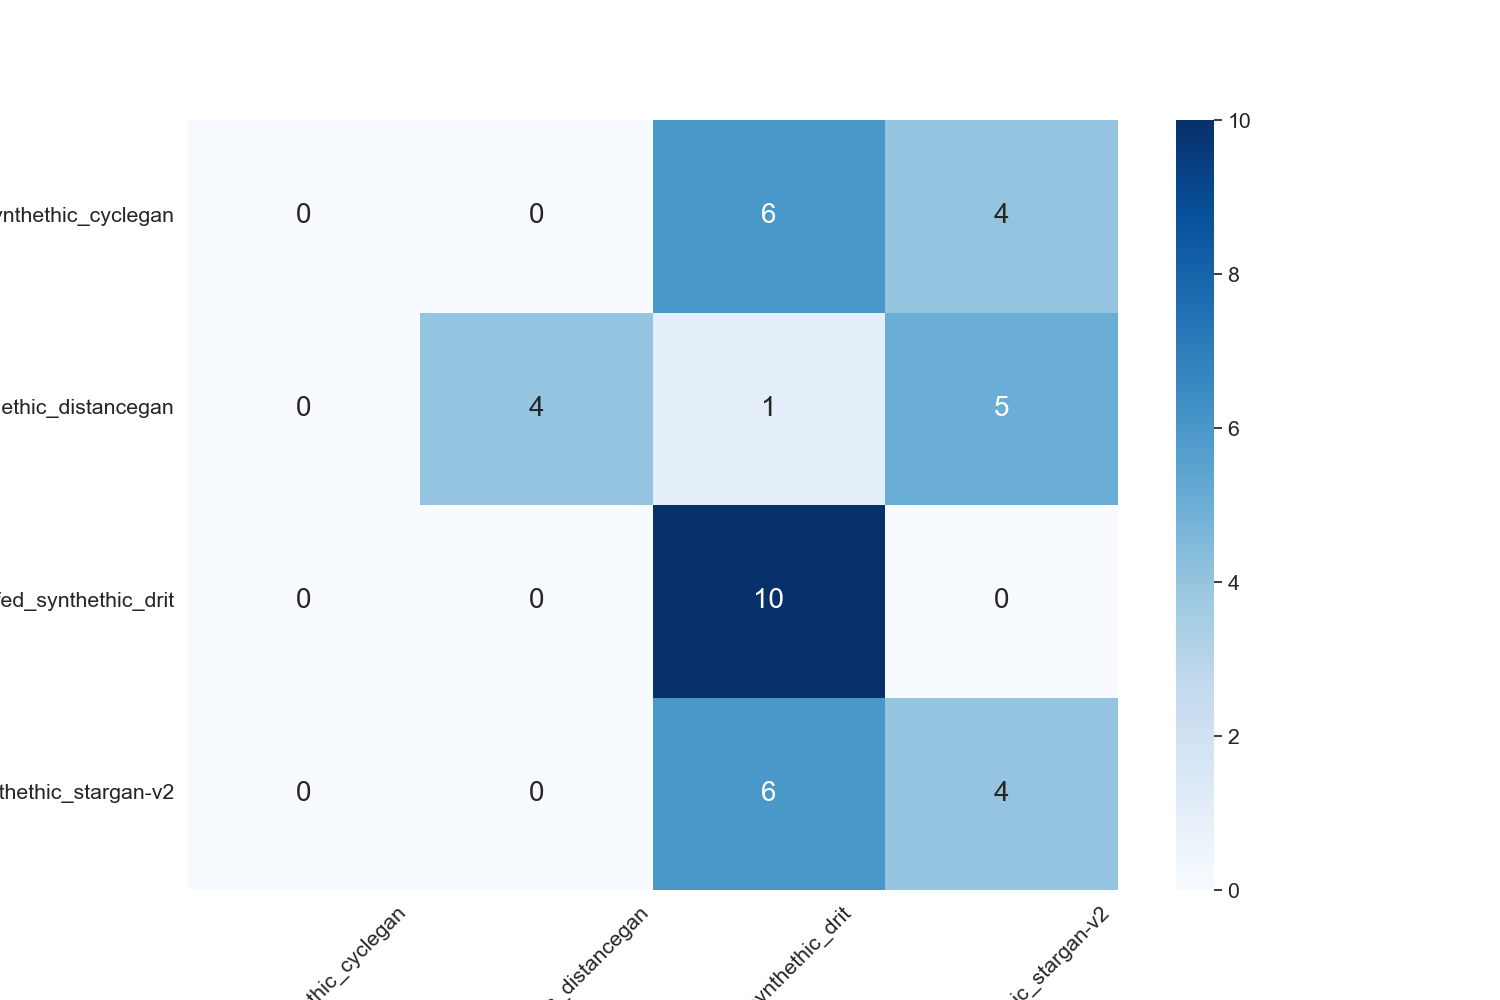 10
ynthethic_cyclegan 0 0 6 4
8
ethic_distancegan 0 4 1 5
6
4
fed_synthethic_drit 0 0 10 0
2
thethic_stargan-v2 0 0 6 4
0
thic_cyclegan _distancegan ynthethic_drit ic_stargan-v2